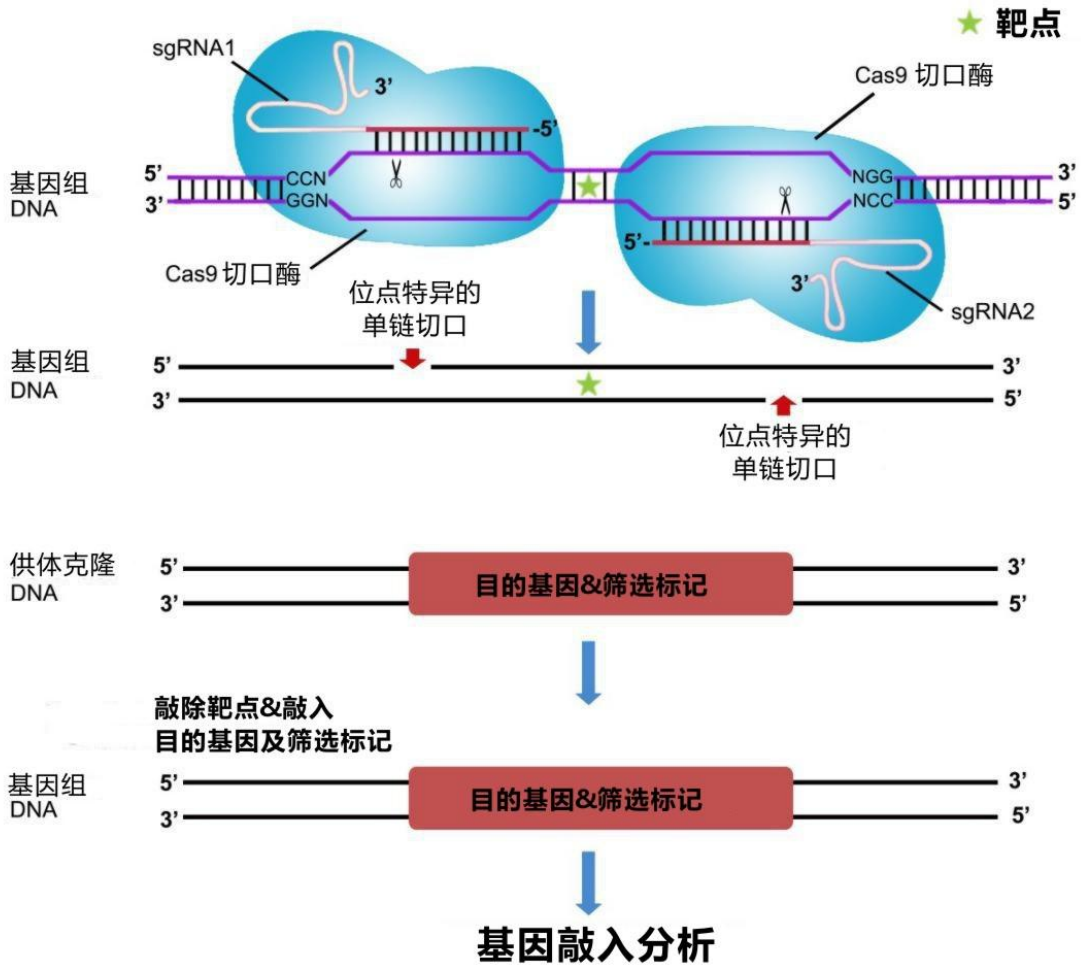 靶点
sgRNA1
3’
Cas9 切口酶
-5’
基因组
DNA
5’
CCN
NGG
3’
3’
GGN
NCC
5’
5’-
Cas9 切口酶
3’
sgRNA2
位点特异的
单链切口
基因组
DNA
5’
3’
3’
5’
位点特异的
单链切口
供体克隆
DNA
5’
目的基因&筛选标记
3’
3’
5’
敲除靶点&敲入
目的基因及筛选标记
基因组
DNA
5’
目的基因&筛选标记
3’
3’
5’
基因敲入分析